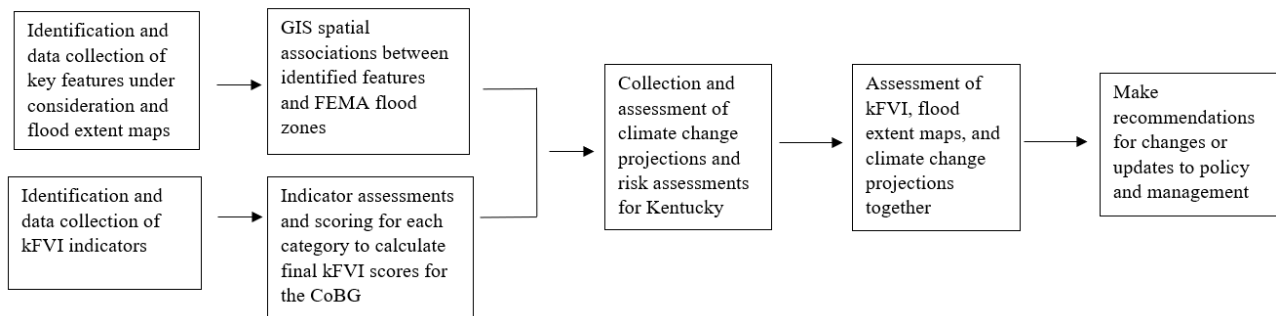 Identification and
data collection of
key features under
consideration and
flood extent maps
GIS spatial
associations between
identified features
and FEMA flood
zones
Identification and
data collection of
kFVI indicators
Indicator assessments
and scoring for each
category to calculate
final kFVI scores for
the CoBG
Collection and
assessment of
climate change
projections and
risk assessments
for Kentucky
Assessment of
kFVI, flood
extent maps, and
climate change
projections
together
Make
recommendations
for changes or
updates to policy
and management